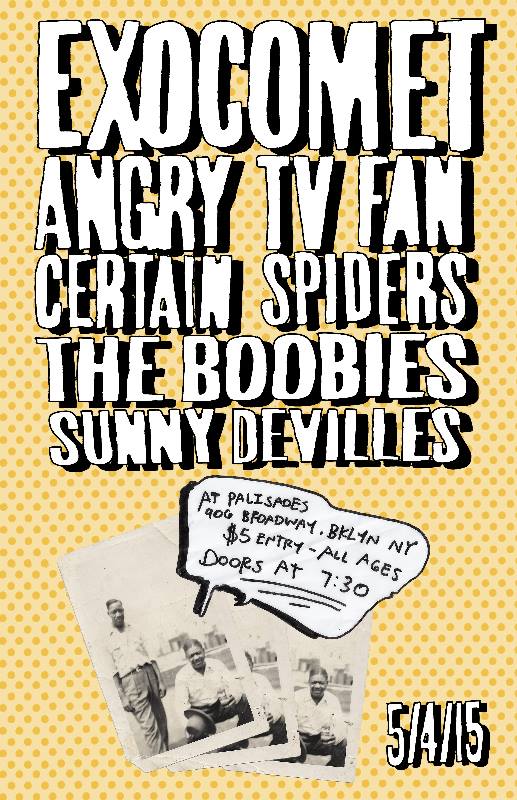 EXOCOMET
ANGRY TV FAN
CERTAIN SPIDERS
THE BOOBIES
SUNNY DEVILLES
AT PALISADES
906 BROADWAY, BKLYN NY
$5 ENTRY - ALL AGES
DOORS AT 7:30
5/4/15